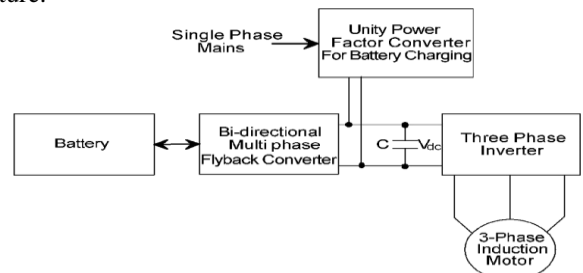 ture.
Unity Power
Factor Converter
For Battery Charging
Single Phase
Mains
Battery
Bi-directional
Multi phase
Flyback Converter
C
Vdc
Three Phase
Inverter
3-Phase
Induction
Motor